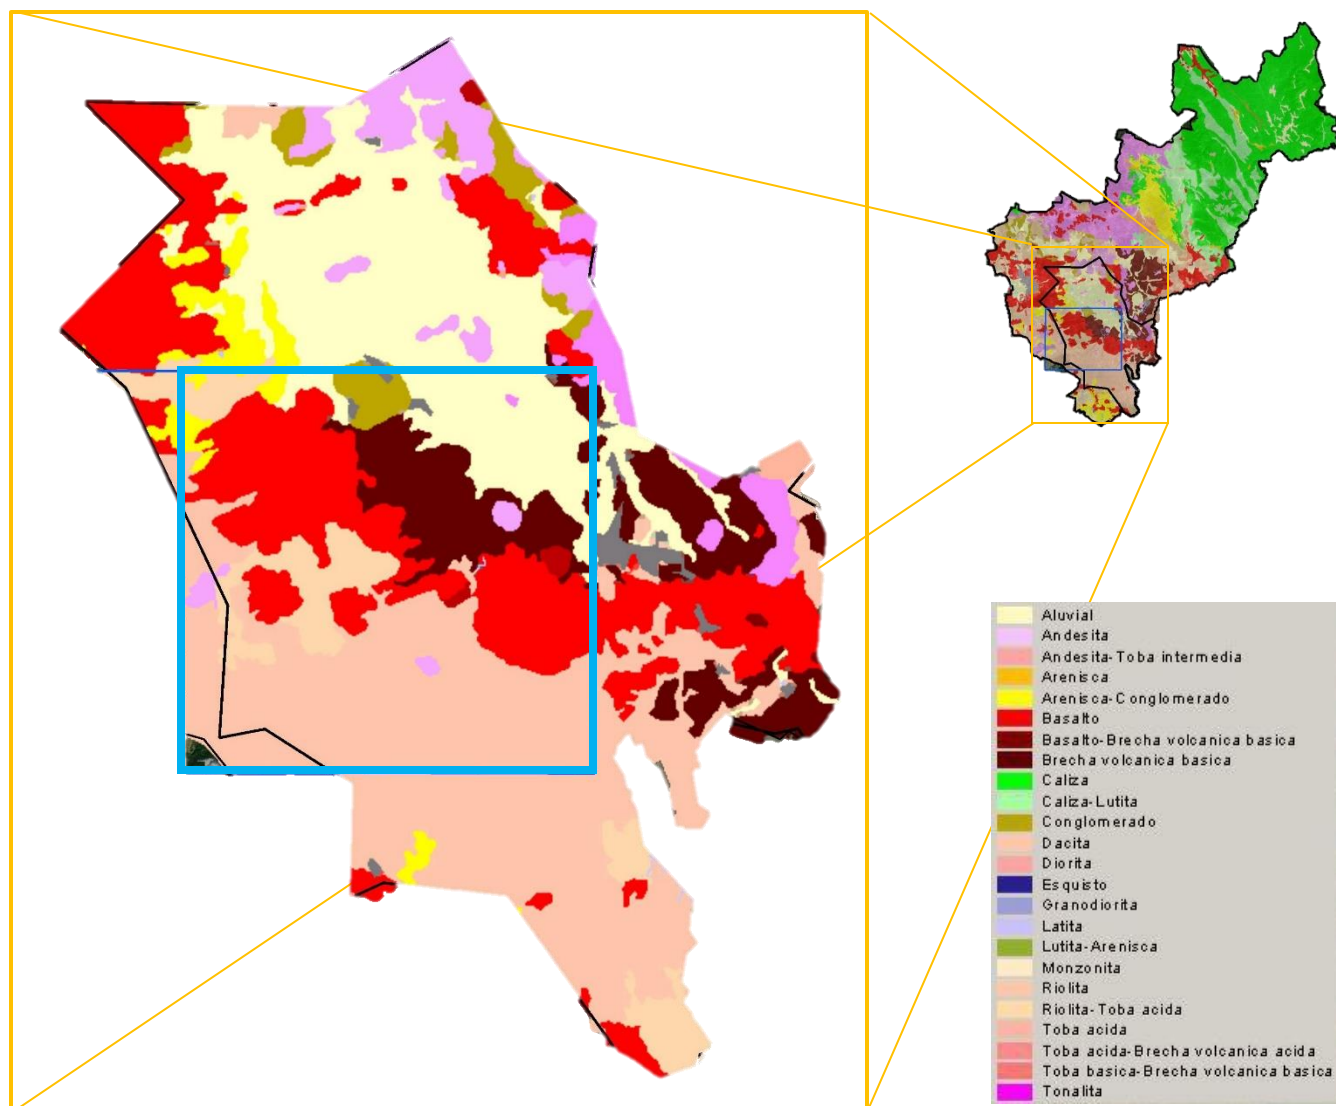 Aluvial
Andesita
Andesita-Toba intermedia
Arenisca
Arenisca-Conglomerado
Basalto
Basalto-Brecha volcanica basica
Brecha volcanica basica
Caliza
Caliza-Lutita
Conglomerado
Dacita
Diorita
Esquisto
Granodiorita
Latita
Lutita-Arenisca
Monzonita
Riolita
Riolita-Toba acida
Toba acida
Toba acida-Brecha volcanica acida
Toba basica-Brecha volcanica basica
Tonalita